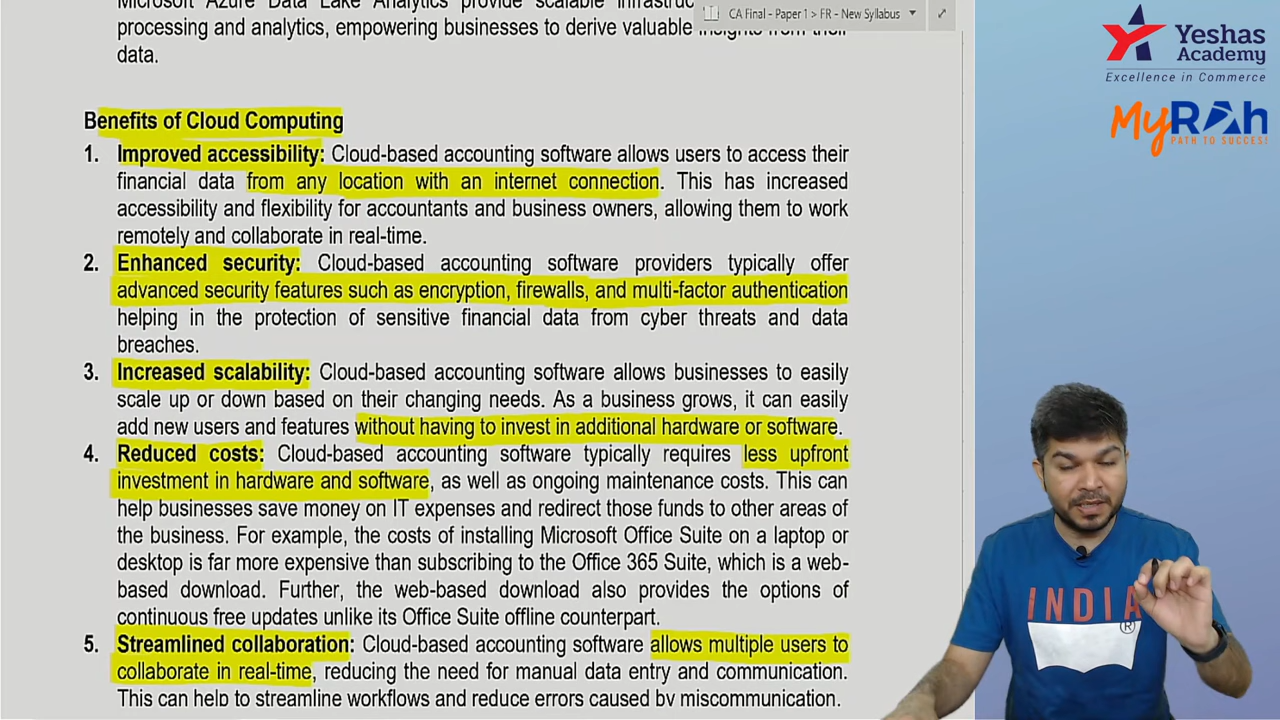 Microsoft Azure Data Lake Analytics provide scalable
CA Final - Paper 1 > FR - New Syllabus
processing and analytics, empowering businesses to derive valuable insights from their
data.
Yeshas
Academy
Excellence in Commerce
MyRAh
PATH TO SUCCESS
Benefits of Cloud Computing
1. Improved accessibility: Cloud-based accounting software allows users to access their
financial data from any location with an internet connection. This has increased
accessibility and flexibility for accountants and business owners, allowing them to work
remotely and collaborate in real-time.
2. Enhanced security: Cloud-based accounting software providers typically offer
advanced security features such as encryption, firewalls, and multi-factor authentication
helping in the protection of sensitive financial data from cyber threats and data
breaches.
3. Increased scalability: Cloud-based accounting software allows businesses to easily
scale up or down based on their changing needs. As a business grows, it can easily
add new users and features without having to invest in additional hardware or software.
4. Reduced costs: Cloud-based accounting software typically requires less upfront
investment in hardware and software, as well as ongoing maintenance costs. This can
help businesses save money on IT expenses and redirect those funds to other areas of
the business. For example, the costs of installing Microsoft Office Suite on a laptop or
desktop is far more expensive than subscribing to the Office 365 Suite, which is a web-
based download. Further, the web-based download also provides the options of
continuous free updates unlike its Office Suite offline counterpart.
5. Streamlined collaboration: Cloud-based accounting software allows multiple users to
collaborate in real-time, reducing the need for manual data entry and communication.
This can help to streamline workflows and reduce errors caused by miscommunication.
INDIA
®